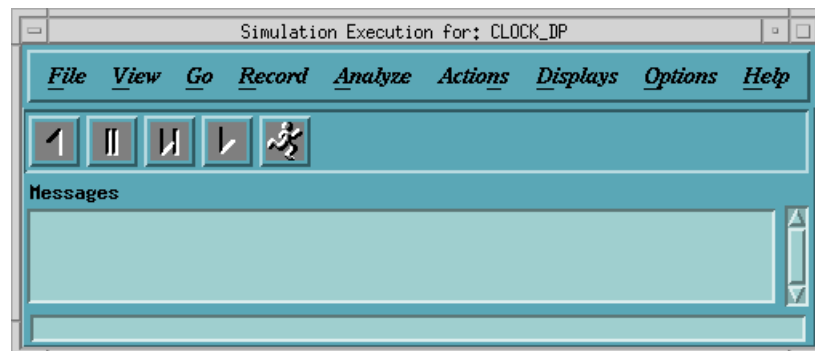 Simulation Execution for: CLOCK_DP
File View Go Record Analyze Actions Displays Options Help
Messages